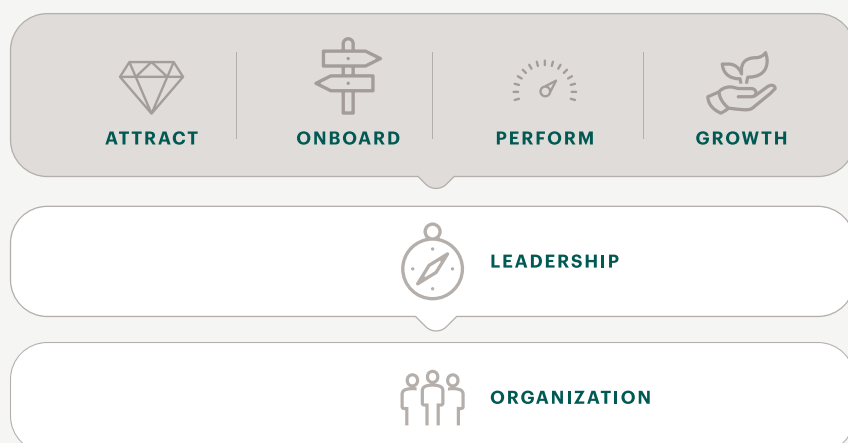 ATTRACT
ONBOARD
PERFORM
GROWTH
LEADERSHIP
ORGANIZATION